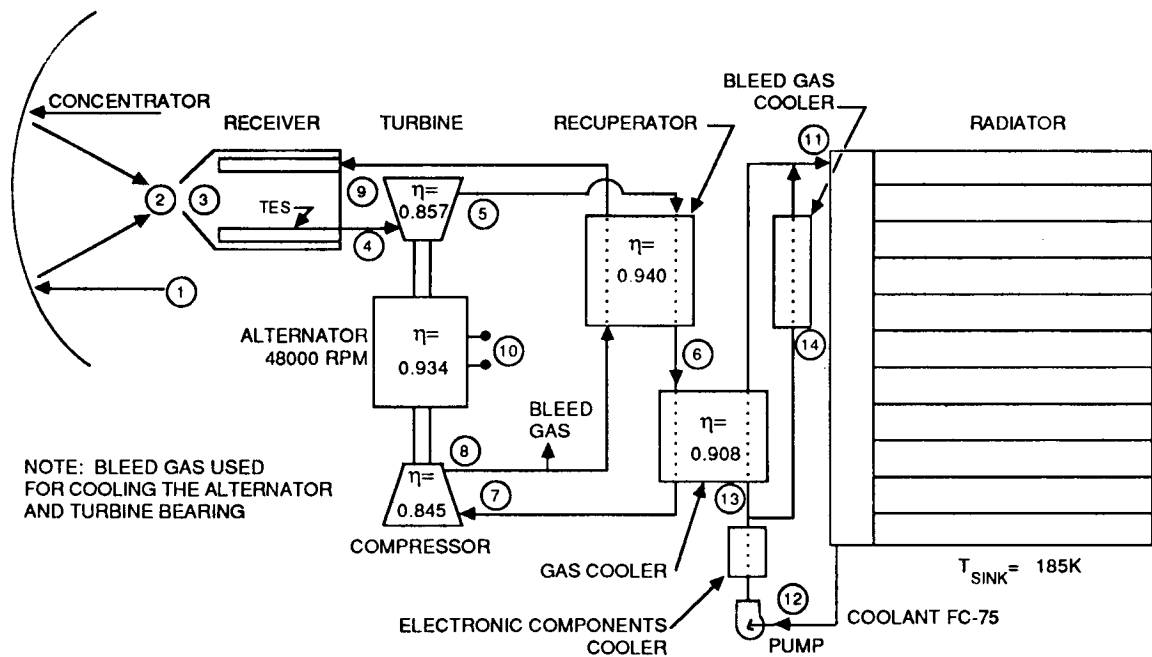 CONCENTRATOR
RECEIVER
TURBINE
RECUPERATOR
BLEED GAS
COOLER
RADIATOR
11
2
3
9
TES
4
η=
0.857
5
η=
0.940
1
ALTERNATOR
48000 RPM
η=
0.934
10
6
14
BLEED
GAS
η=
0.908
8
NOTE: BLEED GAS USED
FOR COOLING THE ALTERNATOR
AND TURBINE BEARING
η=
0.845
7
13
COMPRESSOR
GAS COOLER
T SINK = 185K
12
ELECTRONIC COMPONENTS
COOLER
PUMP
COOLANT FC-75